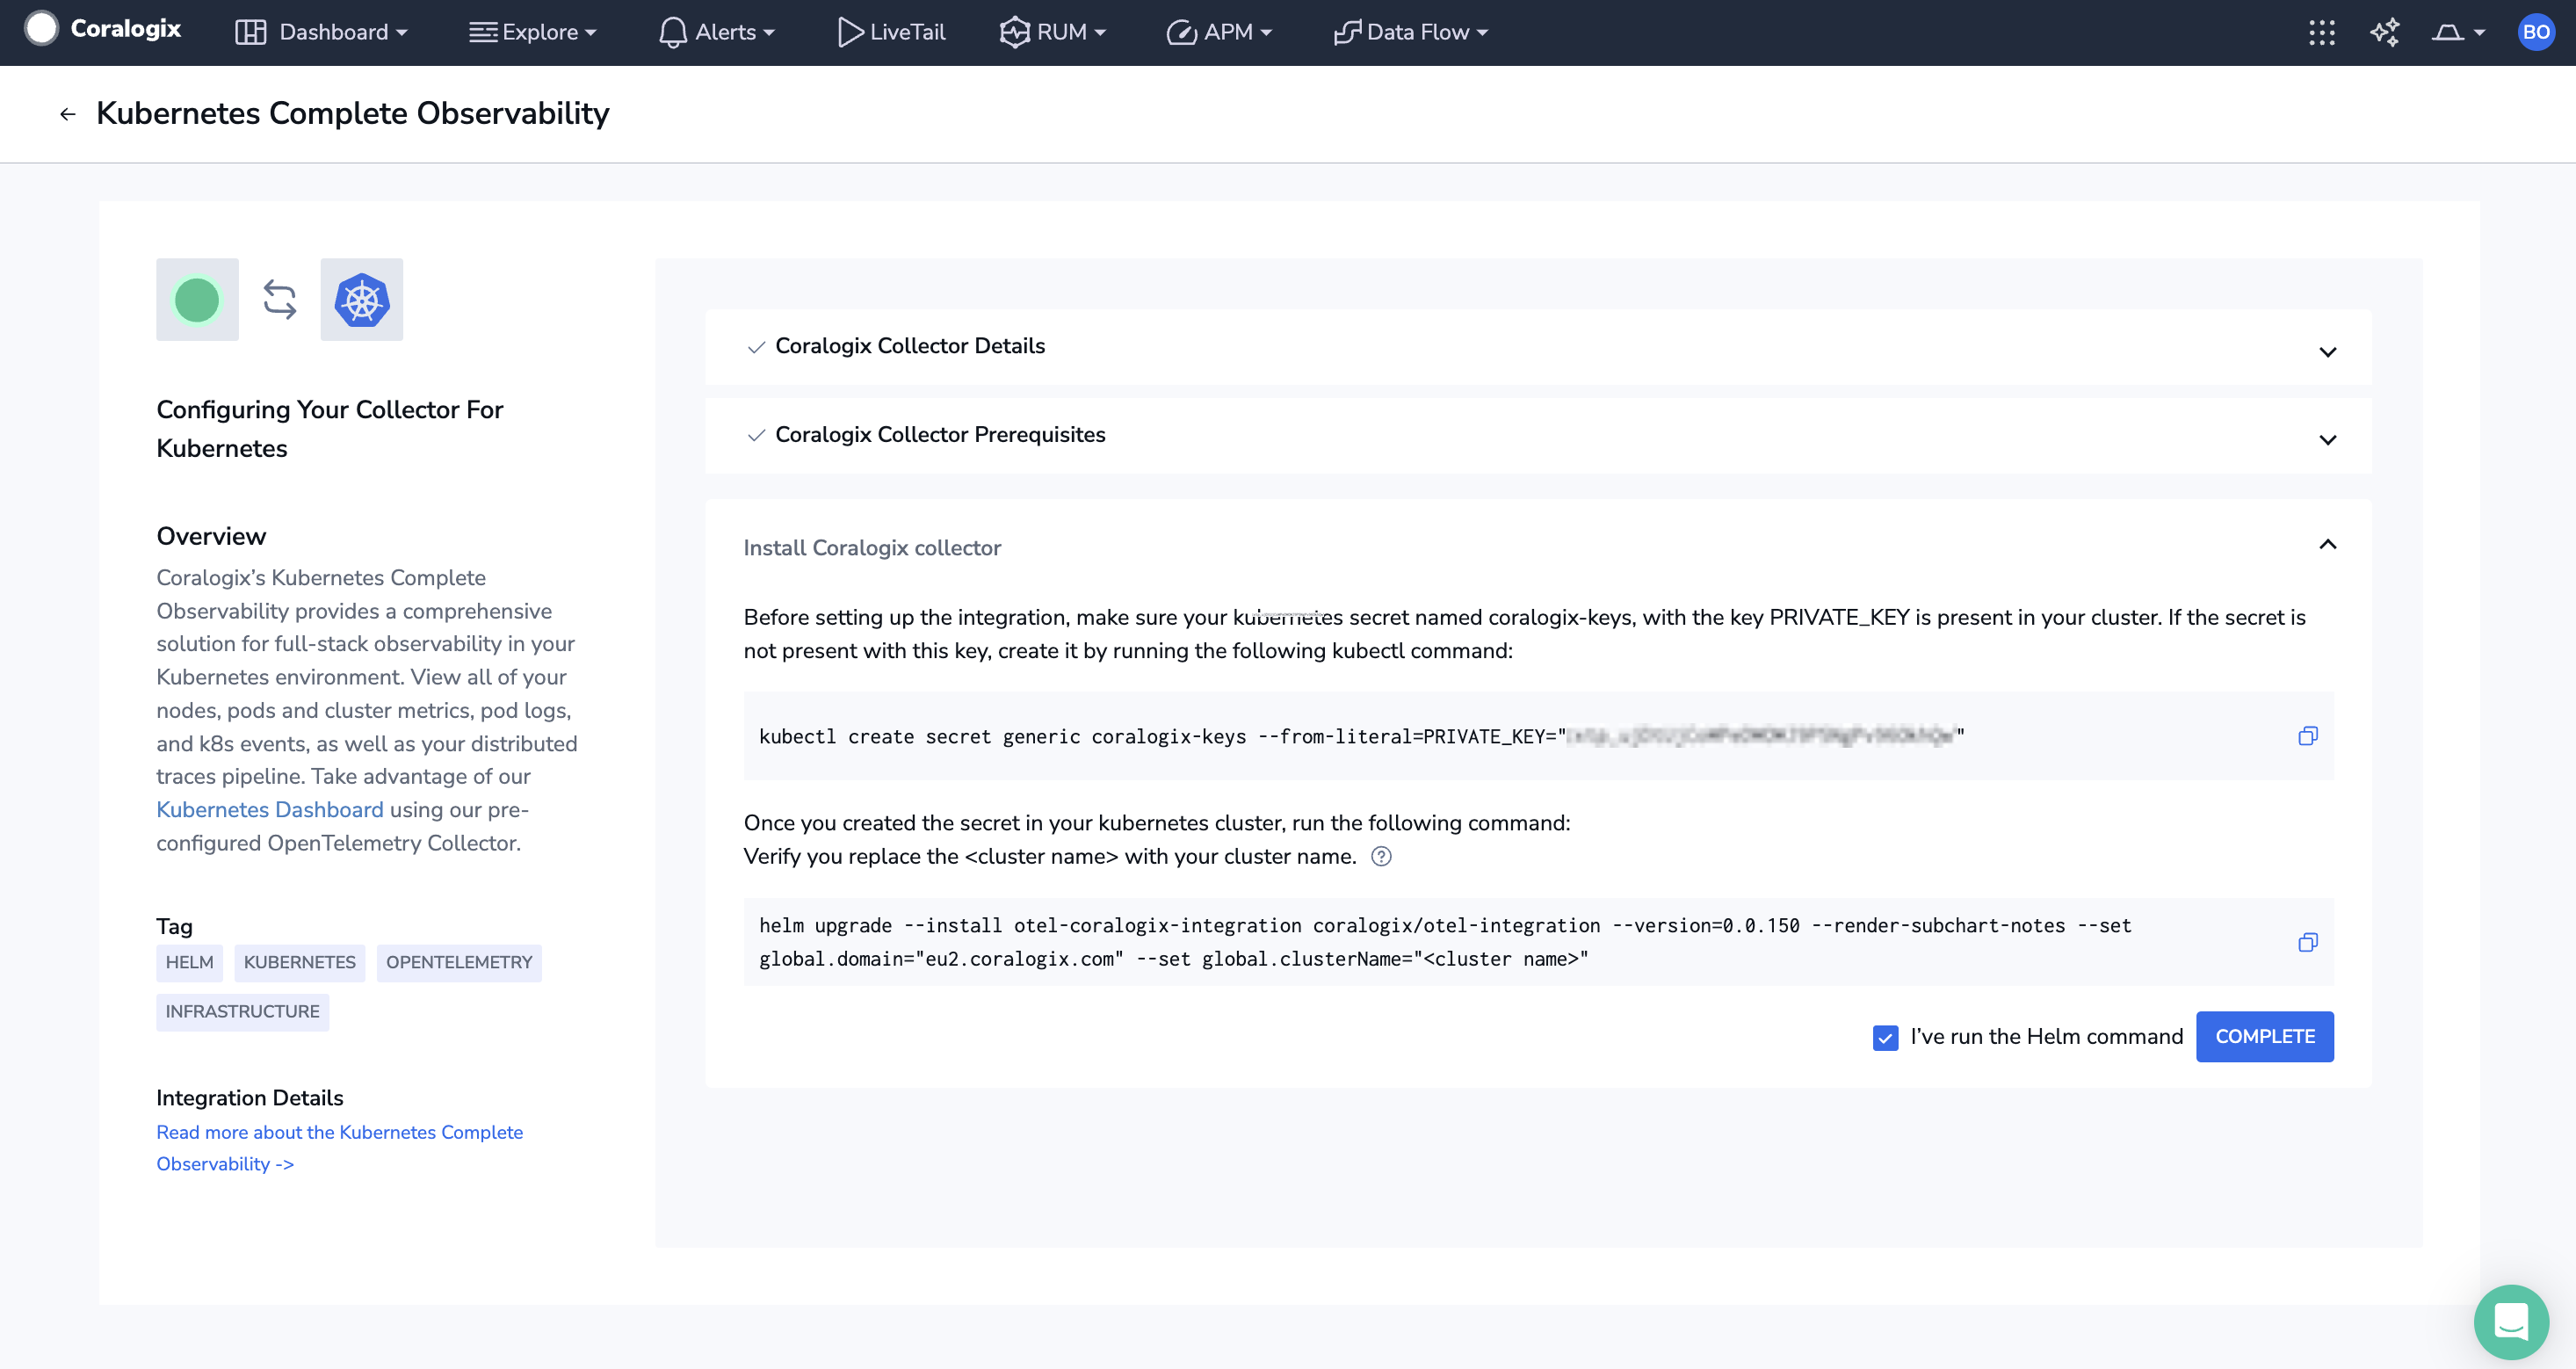 Coralogix
Dashboard
Explore
Alerts
LiveTail
RUM
APM
Data Flow
BO
Kubernetes Complete Observability
Configuring Your Collector For
Kubernetes
Overview
Coralogix’s Kubernetes Complete
Observability provides a comprehensive
solution for full-stack observability in your
Kubernetes environment. View all of your
nodes, pods and cluster metrics, pod logs,
and k8s events, as well as your distributed
traces pipeline. Take advantage of our
Kubernetes Dashboard using our pre-
configured OpenTelemetry Collector.
Tag
HELM
KUBERNETES
OPENTELEMETRY
INFRASTRUCTURE
Integration Details
Read more about the Kubernetes Complete
Observability ->
Coralogix Collector Details
Coralogix Collector Prerequisites
Install Coralogix collector
Before setting up the integration, make sure your kubernetes secret named coralogix-keys, with the key PRIVATE_KEY is present in your cluster. If the secret is
not present with this key, create it by running the following kubectl command:
kubectl create secret generic coralogix-keys --from-literal=PRIVATE_KEY=" "
Once you created the secret in your kubernetes cluster, run the following command:
Verify you replace the <cluster name> with your cluster name.
helm upgrade --install otel-coralogix-integration coralogix/otel-integration --version=0.0.150 --render-subchart-notes --set
global.domain="eu2.coralogix.com" --set global.clusterName="<cluster name>"
I’ve run the Helm command
COMPLETE